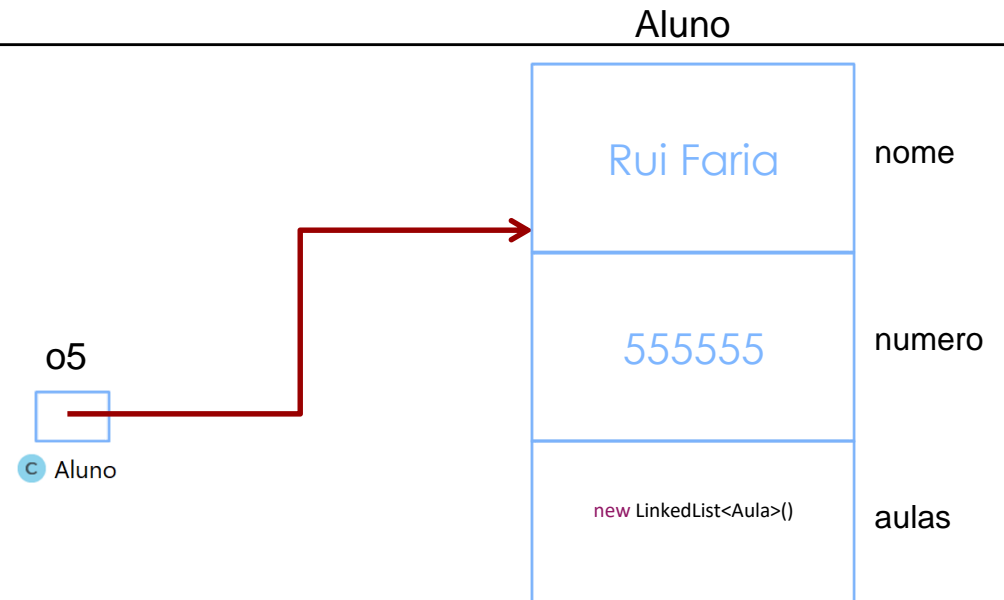 Aluno
Rui Faria
nome
555555
numero
o5
C Aluno
new LinkedList<Aula>()
aulas